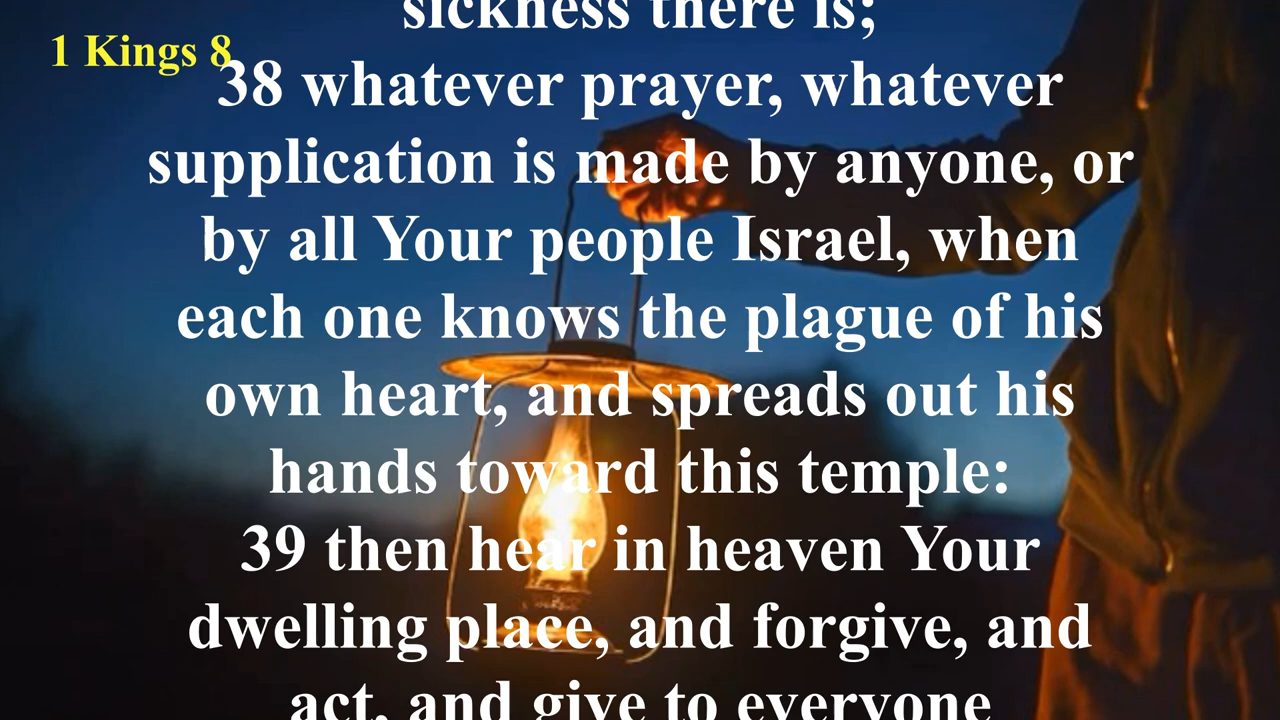 sickness there is;
1 Kings 8
38 whatever prayer, whatever
supplication is made by anyone, or
by all Your people Israel, when
each one knows the plague of his
own heart, and spreads out his
hands toward this temple:
39 then hear in heaven Your
dwelling place, and forgive, and
act, and give to everyone